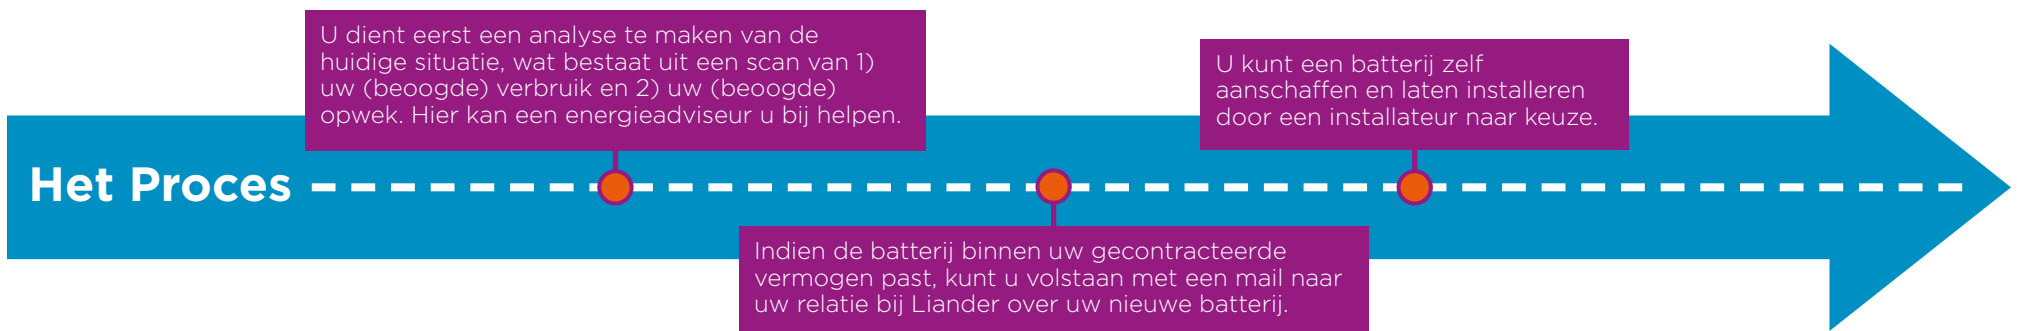 Het Proces
U dient eerst een analyse te maken van de
huidige situatie, wat bestaat uit een scan van 1)
uw (beoogde) verbruik en 2) uw (beoogde)
opwek. Hier kan een energieadviseur u bij helpen.
Indien de batterij binnen uw gecontracteerde
vermogen past, kunt u volstaan met een mail naar
uw relatie bij Liander over uw nieuwe batterij.
U kunt een batterij zelf
aanschaffen en laten installeren
door een installateur naar keuze.